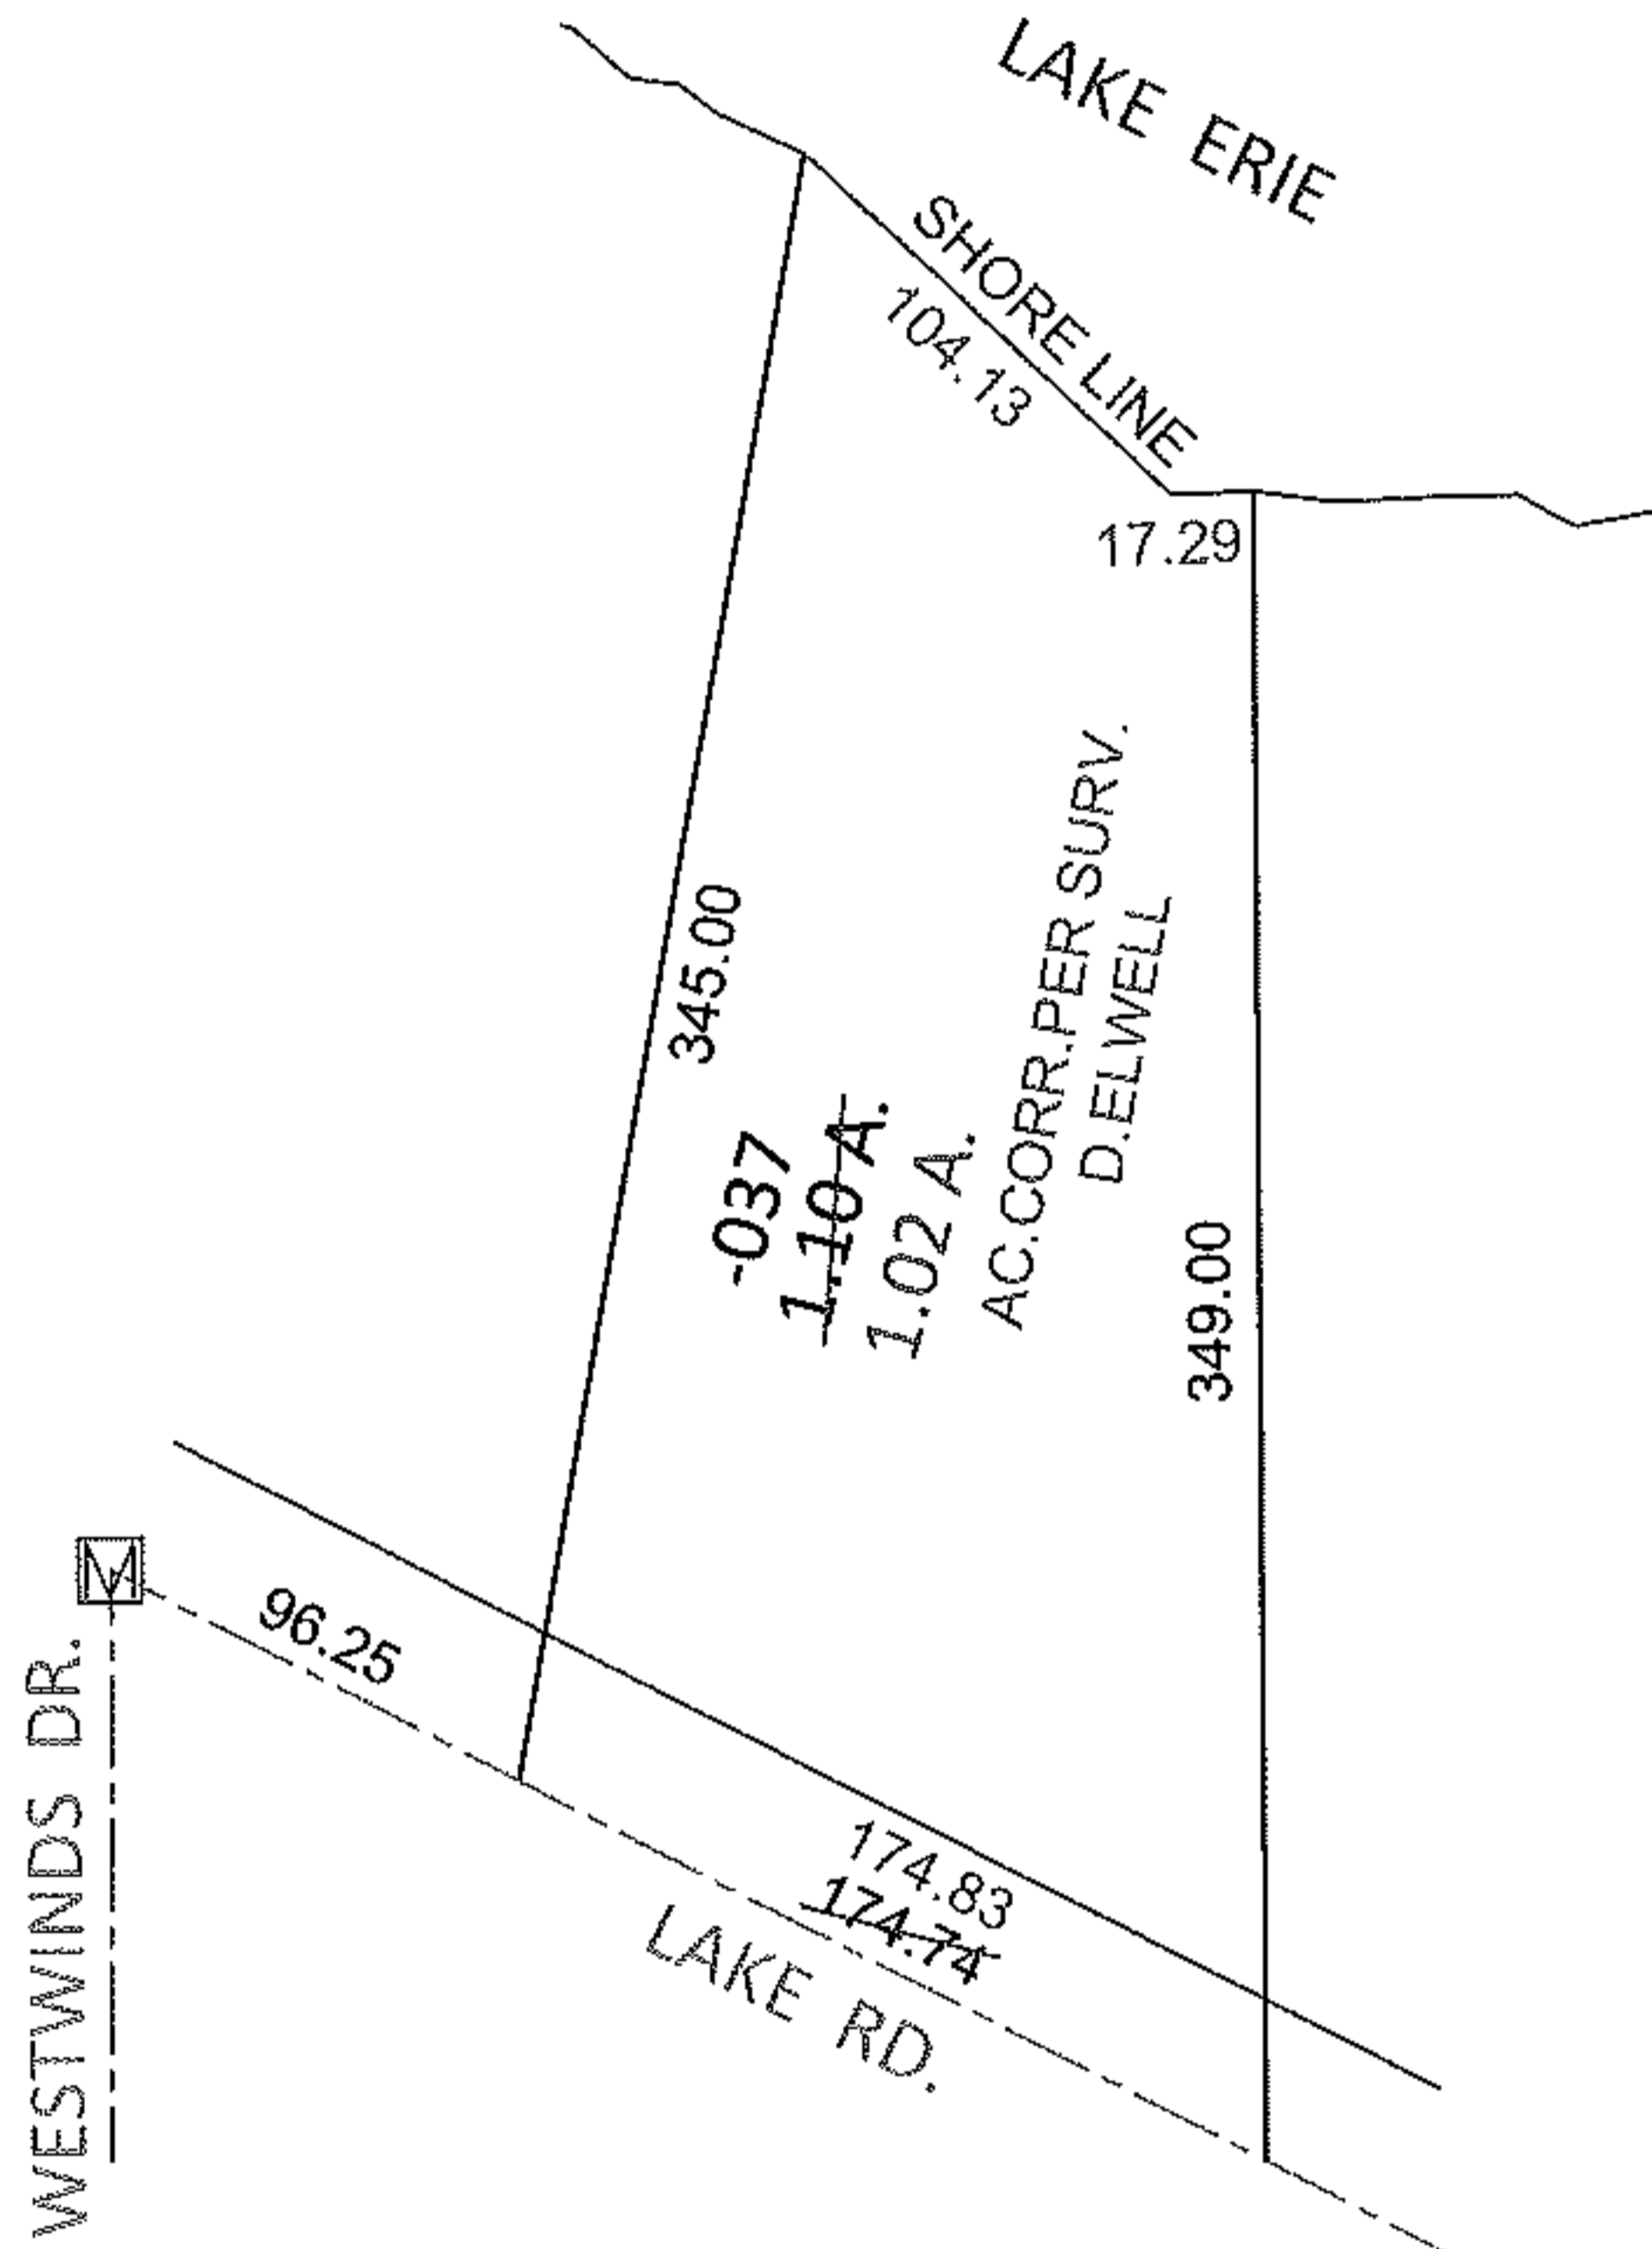 LAKE ERIE
SHORE LINE
104.13
17.29
345.00
-037
1.10 A.
1.02 A.
AC.CORR.PER SURV.
D.ELWELL
349.00
96.25
WESTWINDS DR.
174.83
174.74
LAKE RD.